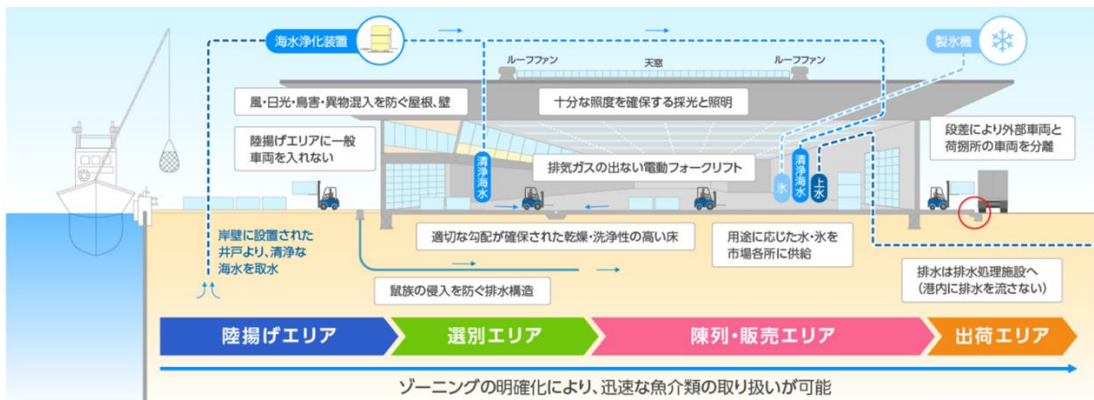 海水浄化装置
製氷機
ルーフファン
天窓
ルーフファン
風・日光・鳥害・異物混入を防ぐ屋根、壁
十分な照度を確保する採光と照明
陸揚げエリアに一般
車両を入れない
段差により外部車両と
荷捌所の車両を分離
清浄海水
排気ガスの出ない電動フォークリフト
氷
清浄海水
上水
岸壁に設置された
井戸より、清浄な
海水を取水
適切な勾配が確保された乾燥・洗浄性の高い床
用途に応じた水・氷を
市場各所に供給
鼠族の侵入を防ぐ排水構造
排水は排水処理施設へ
（港内に排水を流さない）
陸揚げエリア
選別エリア
陳列・販売エリア
出荷エリア
ゾーニングの明確化により、迅速な魚介類の取り扱いが可能